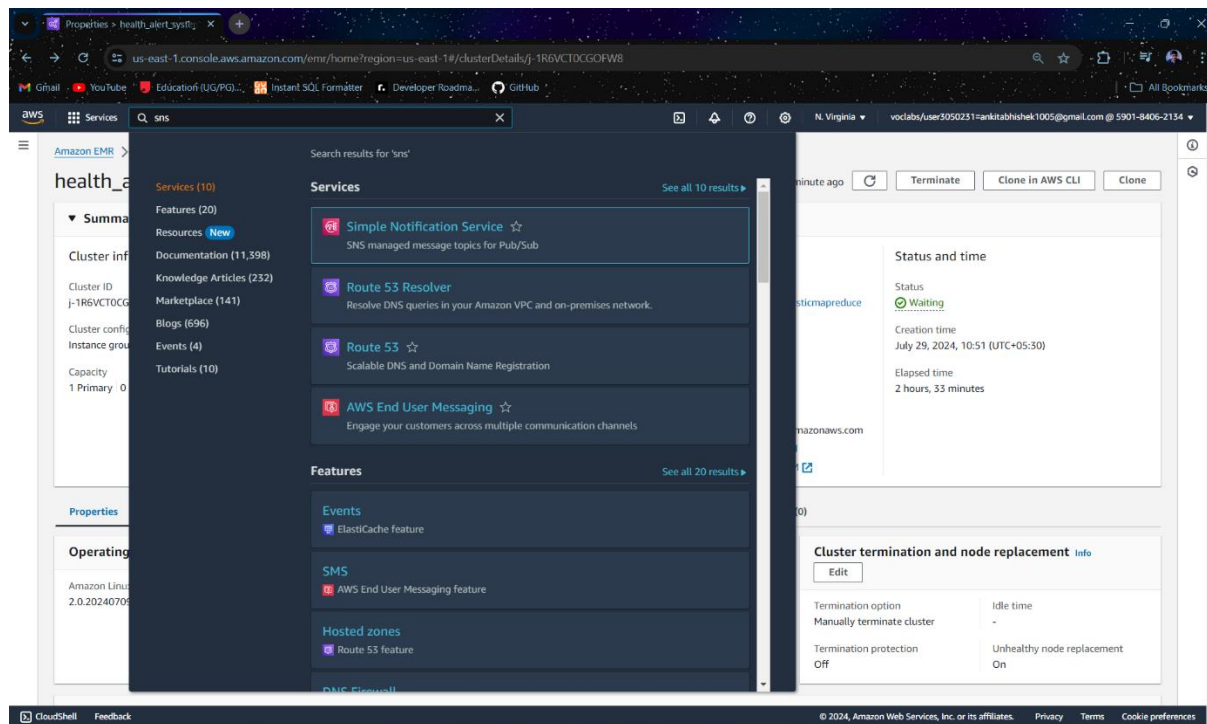 Properties > health_alert_syste
us-east-1.console.aws.amazon.com/emr/home?region=us-east-1#/clusterDetails/j-1R6VCT0CGOFW8
Gmail YouTube Education (UG/PG)... Instant SQL Formatter Developer Roadma... GitHub All Bookmarks
aws Services sns N. Virginia voclabs/user3050231=ankitabhishek1005@gmail.com @ 5901-8406-2134
Amazon EMR
health_a
minute ago Terminate Clone in AWS CLI Clone
Search results for 'sns'
Services (10)
Features (20)
Resources New
Documentation (11,398)
Knowledge Articles (232)
Marketplace (141)
Blogs (696)
Events (4)
Tutorials (10)
Services See all 10 results
Simple Notification Service
SNS managed message topics for Pub/Sub
Route 53 Resolver
Resolve DNS queries in your Amazon VPC and on-premises network.
Route 53
Scalable DNS and Domain Name Registration
AWS End User Messaging
Engage your customers across multiple communication channels
Features See all 20 results
Events
ElastiCache feature
SMS
AWS End User Messaging feature
Hosted zones
Route 53 feature
DNS Firewall
Summa
Cluster inf
Cluster ID
j-1R6VCT0CG
Cluster config
Instance grou
Capacity
1 Primary 0
sticmapreduce
mazonaws.com
Status and time
Status
Waiting
Creation time
July 29, 2024, 10:51 (UTC+05:30)
Elapsed time
2 hours, 33 minutes
Properties
(0)
Operating
Amazon Linu
2.0.20240709
Cluster termination and node replacement Info
Edit
Termination option
Manually terminate cluster
Idle time
-
Termination protection
Off
Unhealthy node replacement
On
CloudShell Feedback © 2024, Amazon Web Services, Inc. or its affiliates. Privacy Terms Cookie preferences